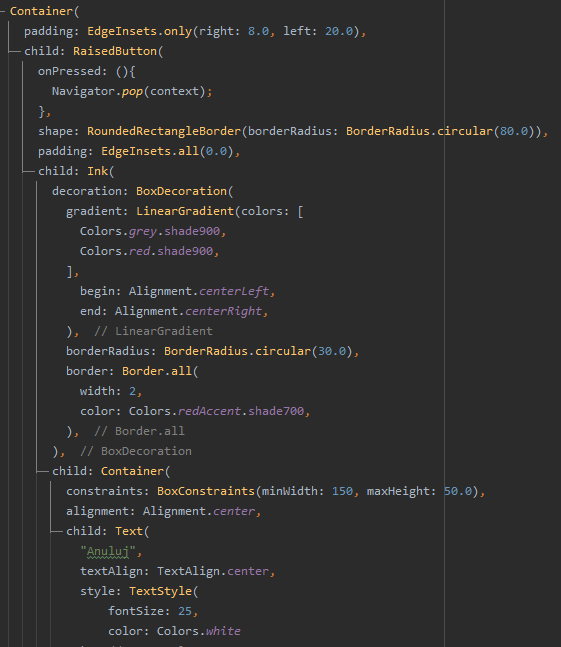 Container(
padding: EdgeInsets.only(right: 8.0, left: 20.0),
child: RaisedButton(
onPressed: (){
Navigator.pop(context);
},
shape: RoundedRectangleBorder(borderRadius: BorderRadius.circular(80.0)),
padding: EdgeInsets.all(0.0),
child: Ink(
decoration: BoxDecoration(
gradient: LinearGradient(colors: [
Colors.grey.shade900,
Colors.red.shade900,
],
begin: Alignment.centerLeft,
end: Alignment.centerRight,
), // LinearGradient
borderRadius: BorderRadius.circular(30.0),
border: Border.all(
width: 2,
color: Colors.redAccent.shade700,
), // Border.all
), // BoxDecoration
child: Container(
constraints: BoxConstraints(minWidth: 150, maxHeight: 50.0),
alignment: Alignment.center,
child: Text(
"Anuluj",
textAlign: TextAlign.center,
style: TextStyle(
fontSize: 25,
color: Colors.white